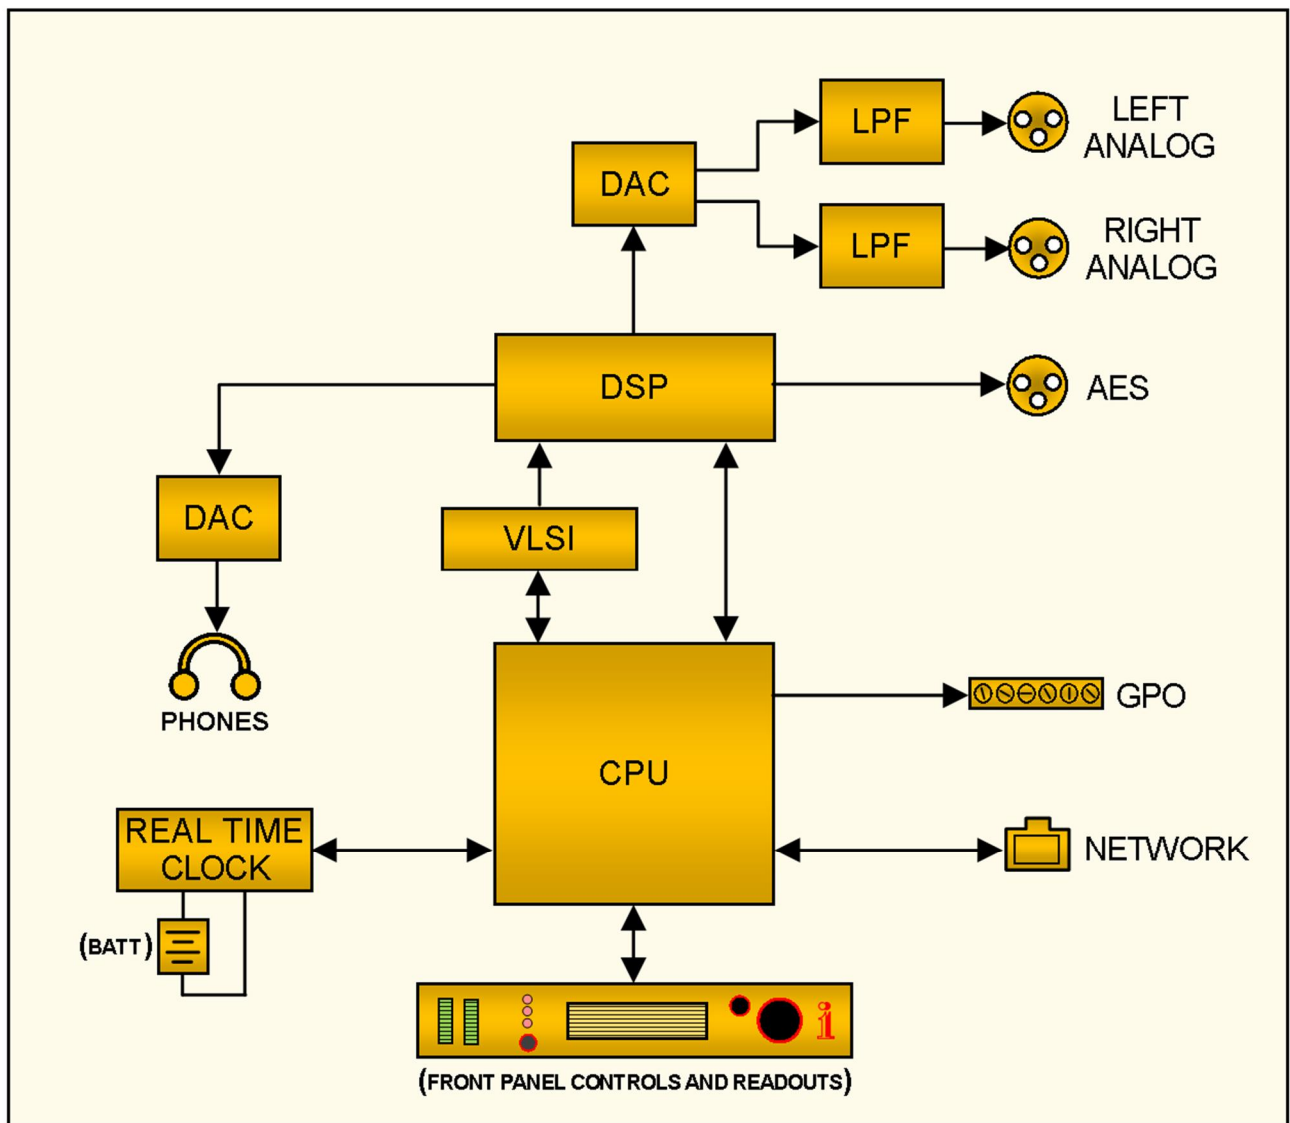 LPF
LEFT
ANALOG
DAC
LPF
RIGHT
ANALOG
DSP
AES
DAC
VLSI
PHONES
GPO
CPU
REAL TIME
CLOCK
NETWORK
(BATT)
i
(FRONT PANEL CONTROLS AND READOUTS)